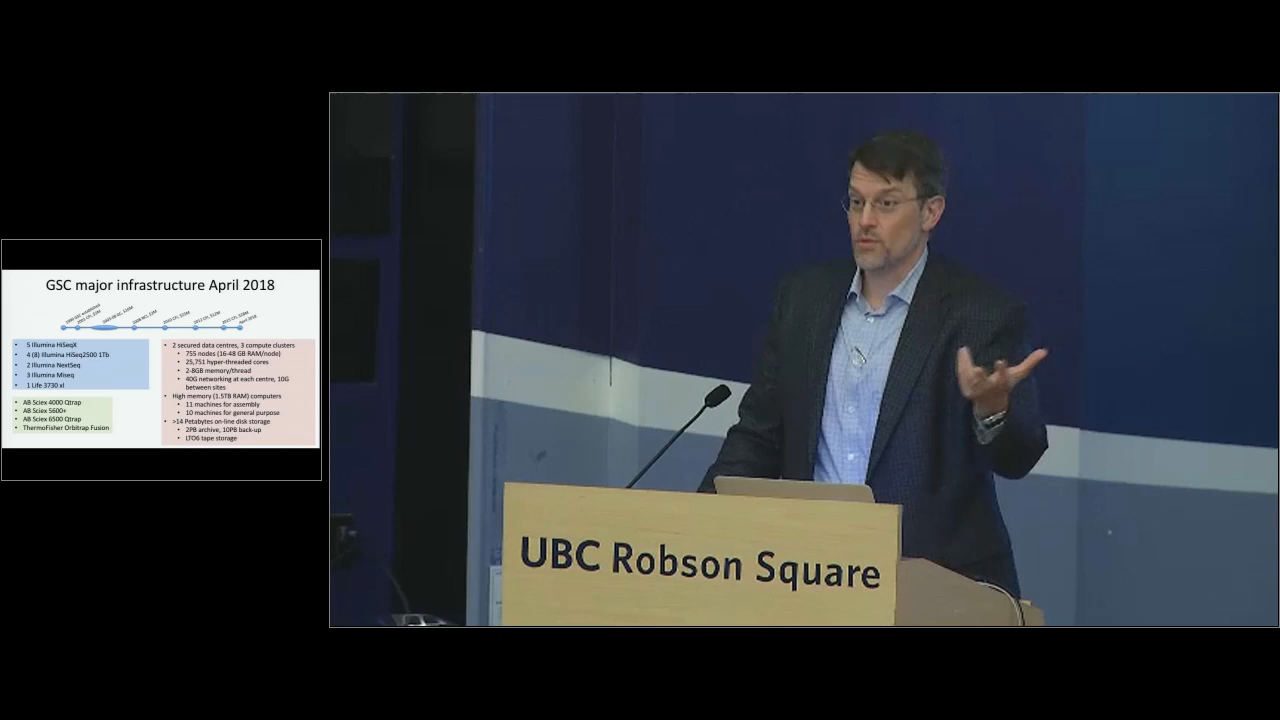 GSC major infrastructure April 2018
April 2018
• 5 Illumina HiSeqX
• 4 (8) Illumina HiSeq2500 1Tb
• 2 Illumina NextSeq
• 3 Illumina Miseq
• 1 Life 3730 xl
• AB Sciex 4000 Qtrap
• AB Sciex 5600+
• AB Sciex 6500 Qtrap
• ThermoFisher Orbitrap Fusion
• 2 secured data centres, 3 compute clusters
• 755 nodes (16-48 GB RAM/node)
• 25,751 hyper-threaded cores
• 2-8GB memory/thread
• 40G networking at each centre, 10G
between sites
• High memory (1.5TB RAM) computers
• 11 machines for assembly
• 10 machines for general purpose
• >14 Petabytes on-line disk storage
• 2PB archive, 10PB back-up
• LTO6 tape storage
UBC Robson Square